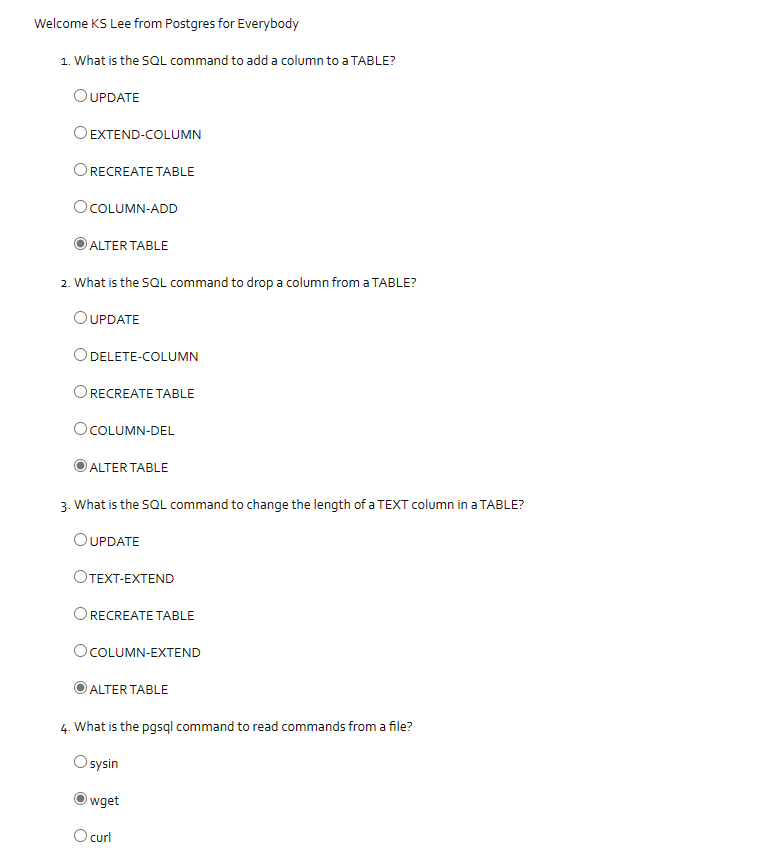 Welcome KS Lee from Postgres for Everybody
1. What is the SQL command to add a column to a TABLE?
UPDATE
EXTEND-COLUMN
RECREATE TABLE
COLUMN-ADD
ALTER TABLE
2. What is the SQL command to drop a column from a TABLE?
UPDATE
DELETE-COLUMN
RECREATE TABLE
COLUMN-DEL
ALTER TABLE
3. What is the SQL command to change the length of a TEXT column in a TABLE?
UPDATE
TEXT-EXTEND
RECREATE TABLE
COLUMN-EXTEND
ALTER TABLE
4. What is the pgsql command to read commands from a file?
sysin
wget
curl